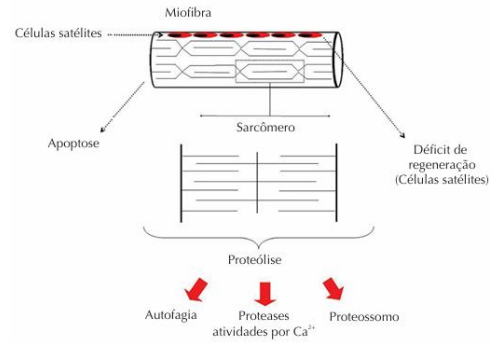 Miofibra
Células satélites
Sarcômero
Apoptose
Déficit de
regeneração
(Células satélites)
Proteólise
Autofagia
Proteases
atividades por Ca²⁺
Proteossomo